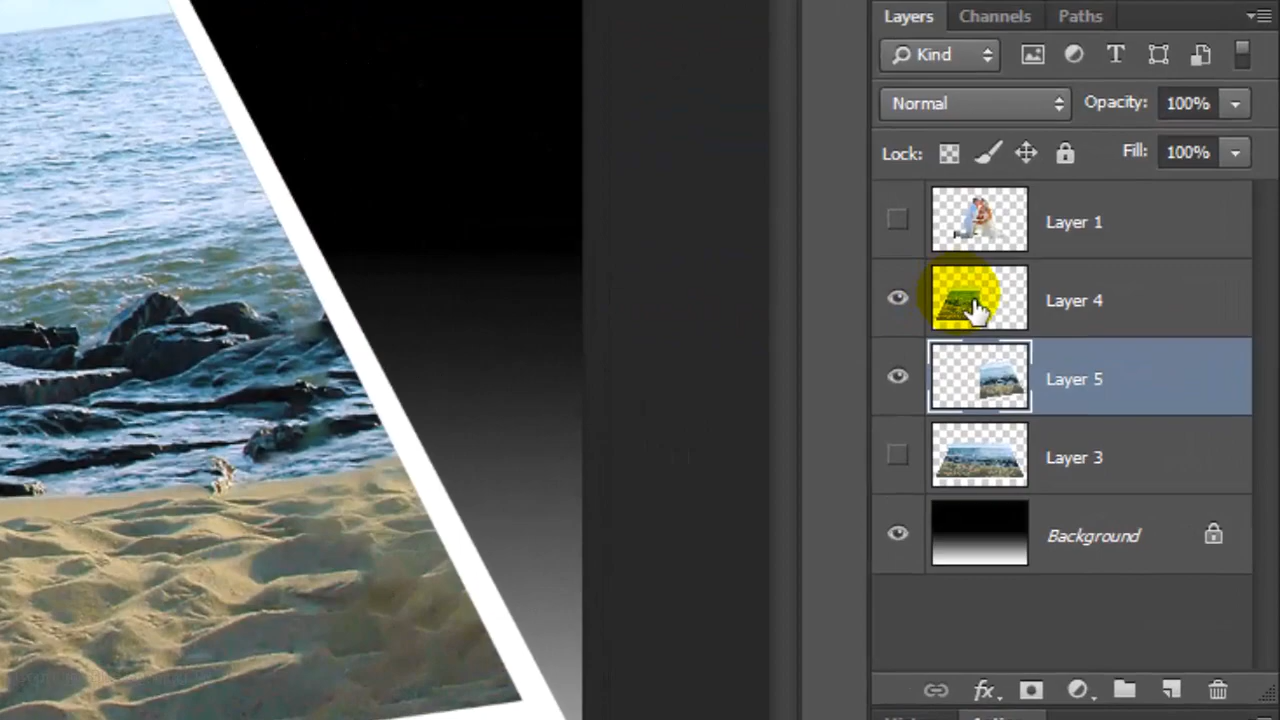 Layers Channels Paths
Kind
Normal Opacity: 100%
Lock: Fill: 100%
Layer 1
Layer 4
Layer 5
Layer 3
Background
fx